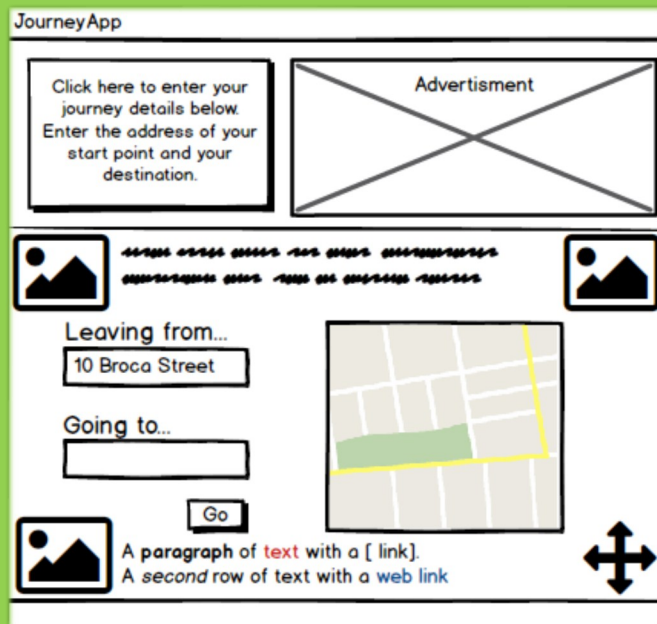 JourneyApp
Click here to enter your
journey details below.
Enter the address of your
start point and your
destination.
Advertisment
Leaving from...
10 Broca Street
Going to...
Go
A paragraph of text with a [ link].
A second row of text with a web link